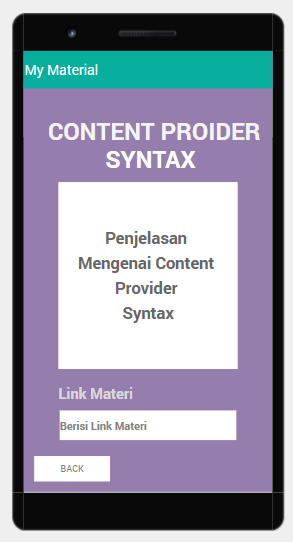 My Material
CONTENT PROIDER
SYNTAX
Penjelasan
Mengenai Content
Provider
Syntax
Link Materi
Berisi Link Materi
BACK